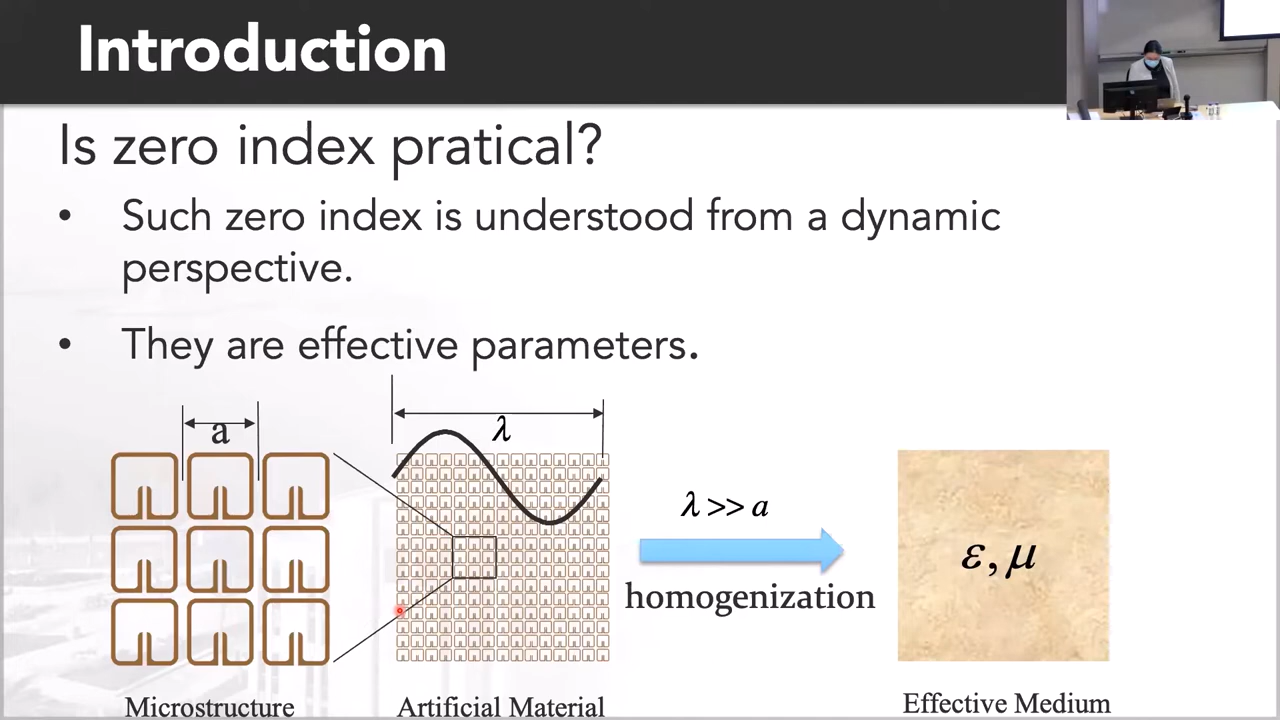 Introduction
Is zero index pratical?
• Such zero index is understood from a dynamic
perspective.
• They are effective parameters.
a
λ
λ >> a
homogenization
ε, μ
Microstructure
Artificial Material
Effective Medium